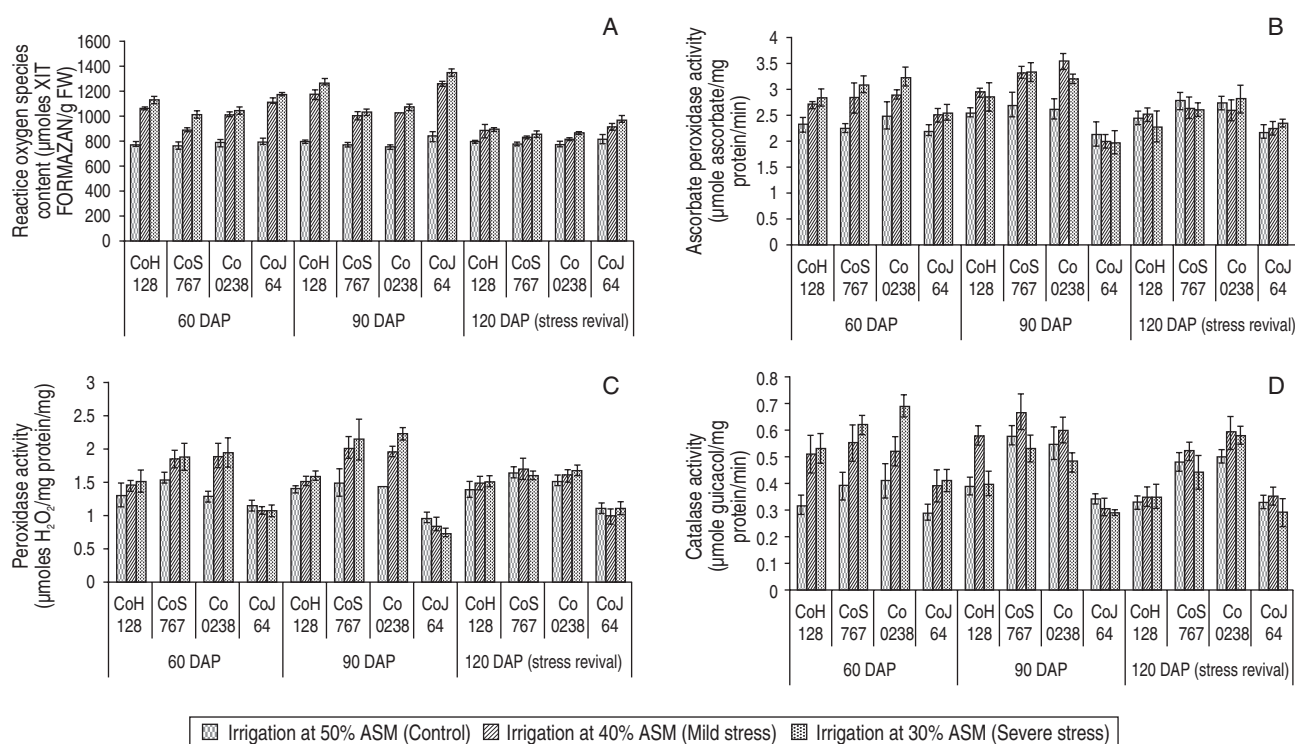 A
Reactice oxygen species
content (µmoles XIT
FORMAZAN/g FW)
1600
1400
1200
1000
800
600
400
200
0
CoH CoS Co CoJ CoH CoS Co CoJ CoH CoS Co CoJ
128 767 0238 64 128 767 0238 64 128 767 0238 64
60 DAP 90 DAP 120 DAP (stress revival)
B
Ascorbate peroxidase activity
(µmole ascorbate/mg
protein/min)
4
3.5
3
2.5
2
1.5
1
0.5
0
CoH CoS Co CoJ CoH CoS Co CoJ CoH CoS Co CoJ
128 767 0238 64 128 767 0238 64 128 767 0238 64
60 DAP 90 DAP 120 DAP (stress revival)
C
Peroxidase activity
(µmoles H₂O₂/mg protein/mg)
3
2.5
2
1.5
1
0.5
0
CoH CoS Co CoJ CoH CoS Co CoJ CoH CoS Co CoJ
128 767 0238 64 128 767 0238 64 128 767 0238 64
60 DAP 90 DAP 120 DAP (stress revival)
D
Catalase activity
(µmole guicacol/mg
protein/min)
0.8
0.7
0.6
0.5
0.4
0.3
0.2
0.1
0
CoH CoS Co CoJ CoH CoS Co CoJ CoH CoS Co CoJ
128 767 0238 64 128 767 0238 64 128 767 0238 64
60 DAP 90 DAP 120 DAP (stress revival)
Irrigation at 50% ASM (Control) Irrigation at 40% ASM (Mild stress) Irrigation at 30% ASM (Severe stress)